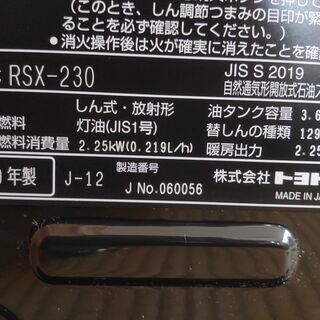 (このとき、しん調節つまみの目印が緊
ことを必ず確認してください。)
●消火操作後は火が確実に消えたことを確
RSX-230
JIS S 2019
自然通気形開放式石油ス
しん式・放射形
油タンク容量 3.6
燃料 灯油(JIS1号)
替しんの種類 129
燃料消費量 2.25kW(0.219L/h)
暖房出力 2.25
年製 J-12
製造番号
J No.060056
株式会社 トヨト
MADE IN JA